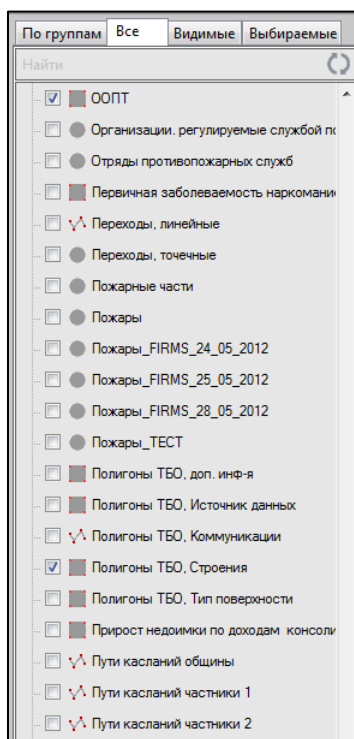 По группам Все Видимые Выбираемые
Найти
ООПТ
Организации. регулируемые службой по
Отряды противопожарных служб
Первичная заболеваемость наркомание
Переходы, линейные
Переходы, точечные
Пожарные части
Пожары
Пожары_FIRMS_24_05_2012
Пожары_FIRMS_25_05_2012
Пожары_FIRMS_28_05_2012
Пожары_ТЕСТ
Полигоны ТБО, доп. инф-я
Полигоны ТБО, Источник данных
Полигоны ТБО, Коммуникации
Полигоны ТБО, Строения
Полигоны ТБО, Тип поверхности
Прирост недоимки по доходам консоли
Пути касланий общины
Пути касланий частники 1
Пути касланий частники 2